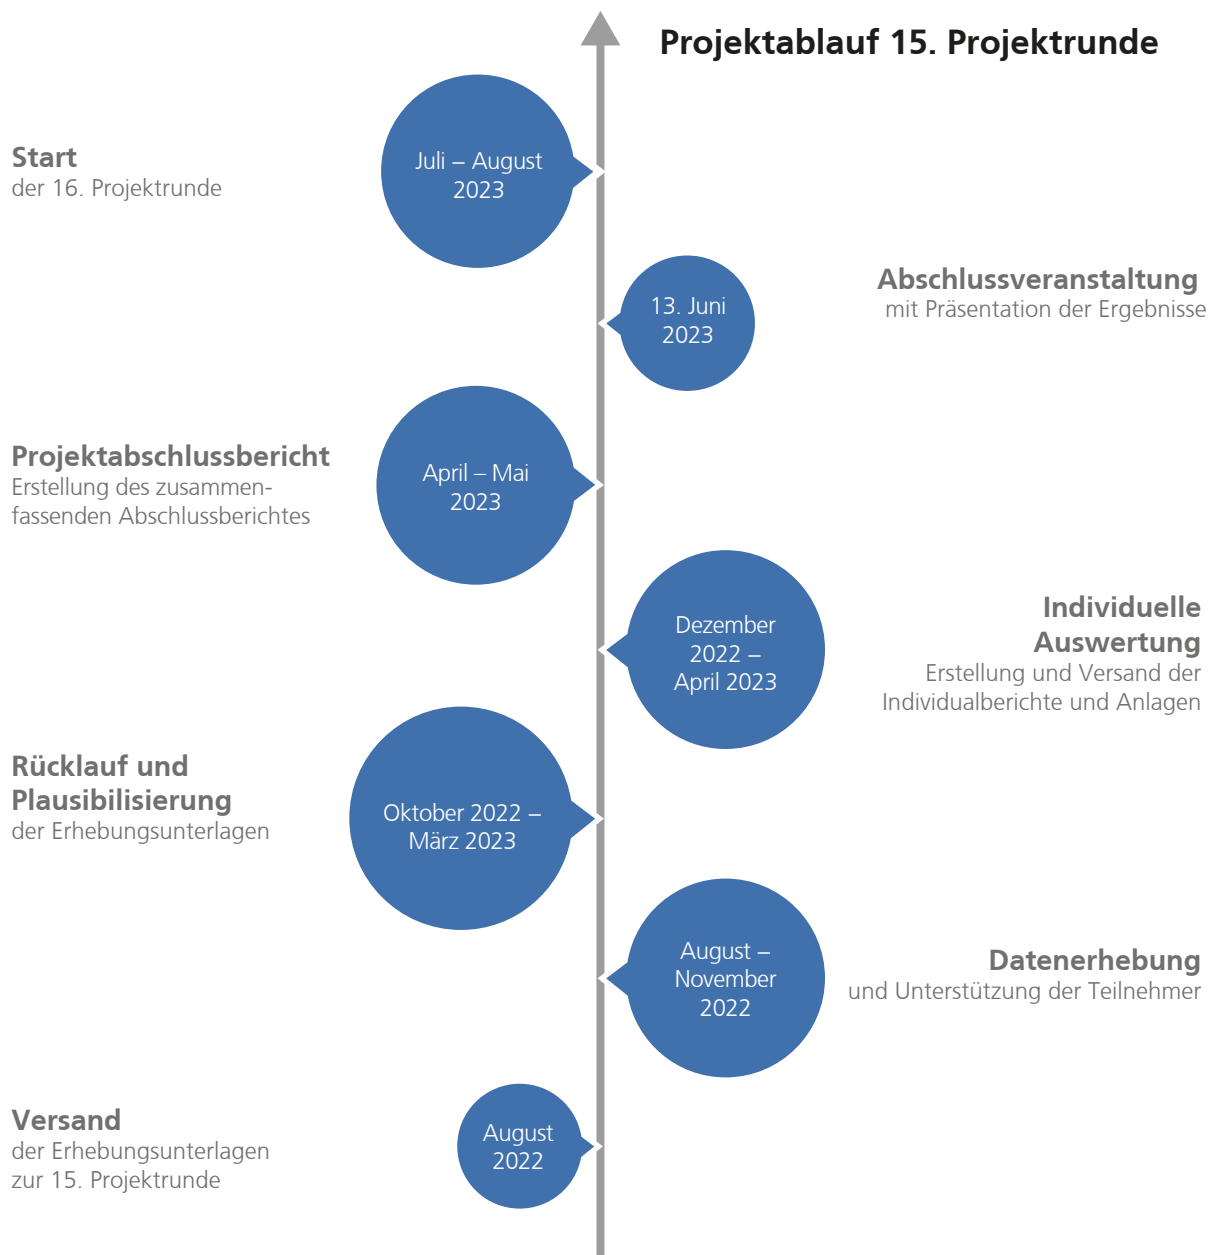 Projektablauf 15. Projektrunde
Start
der 16. Projektrunde
Juli – August
2023
13. Juni
2023
Abschlussveranstaltung
mit Präsentation der Ergebnisse
Projektabschlussbericht
Erstellung des zusammen-
fassenden Abschlussberichtes
April – Mai
2023
Dezember
2022 –
April 2023
Individuelle
Auswertung
Erstellung und Versand der
Individualberichte und Anlagen
Rücklauf und
Plausibilisierung
der Erhebungsunterlagen
Oktober 2022 –
März 2023
August –
November
2022
Datenerhebung
und Unterstützung der Teilnehmer
Versand
der Erhebungsunterlagen
zur 15. Projektrunde
August
2022